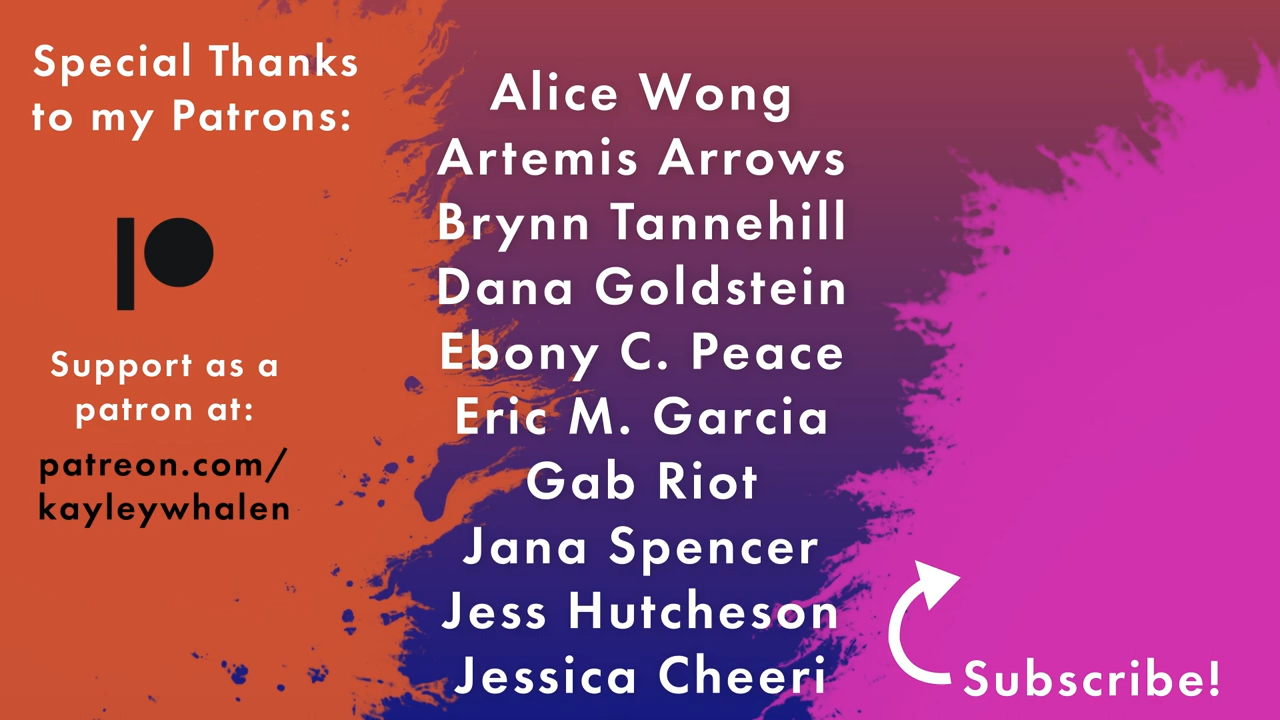 Special Thanks
to my Patrons:
Support as a
patron at:
patreon.com/
kayleywhalen
Alice Wong
Artemis Arrows
Brynn Tannehill
Dana Goldstein
Ebony C. Peace
Eric M. Garcia
Gab Riot
Jana Spencer
Jess Hutcheson
Jessica Cheeri
Subscribe!